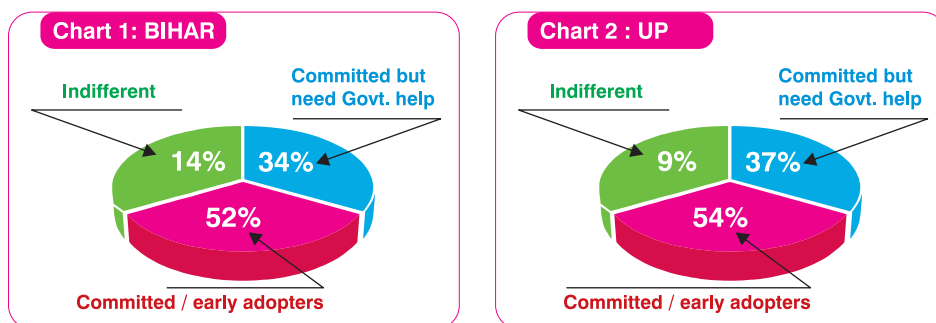 Chart 1: BIHAR
Indifferent
Committed but
need Govt. help
14%
34%
52%
Committed / early adopters
Chart 2 : UP
Indifferent
Committed but
need Govt. help
9%
37%
54%
Committed / early adopters